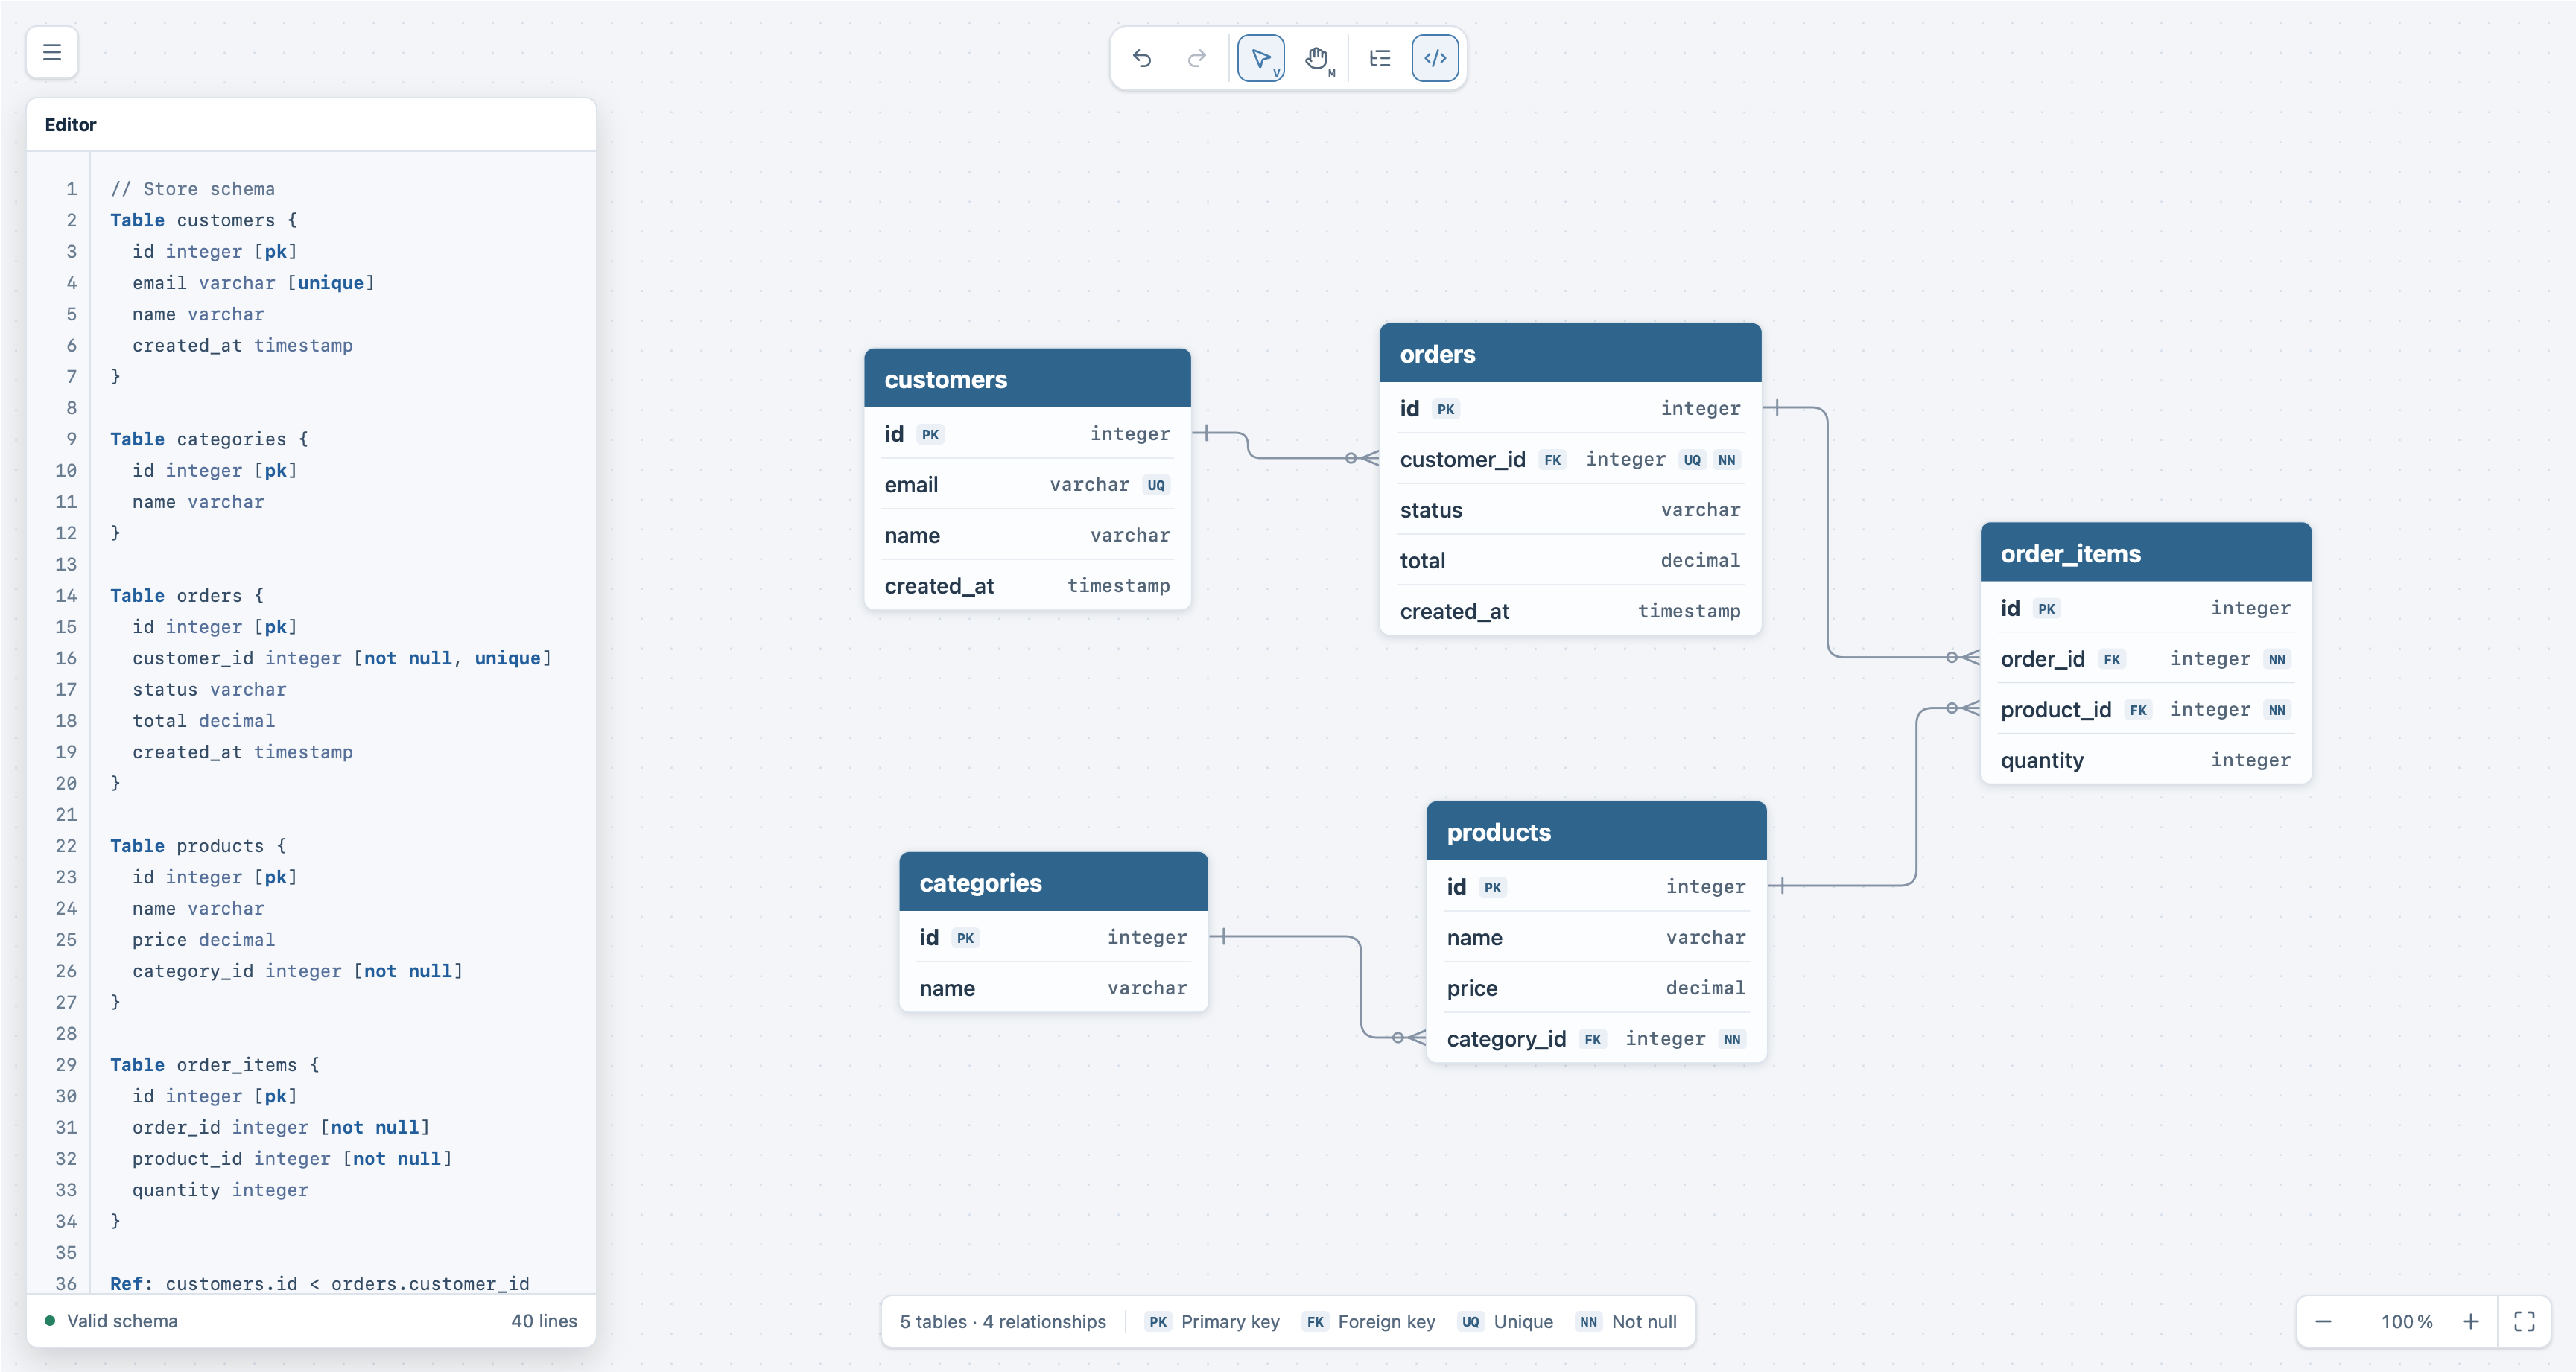 V
M
Editor
1 // Store schema
2 Table customers {
3 id integer [pk]
4 email varchar [unique]
5 name varchar
6 created_at timestamp
7 }
8
9 Table categories {
10 id integer [pk]
11 name varchar
12 }
13
14 Table orders {
15 id integer [pk]
16 customer_id integer [not null, unique]
17 status varchar
18 total decimal
19 created_at timestamp
20 }
21
22 Table products {
23 id integer [pk]
24 name varchar
25 price decimal
26 category_id integer [not null]
27 }
28
29 Table order_items {
30 id integer [pk]
31 order_id integer [not null]
32 product_id integer [not null]
33 quantity integer
34 }
35
36 Ref: customers.id < orders.customer_id
Valid schema 40 lines
customers
id PK integer
email varchar UQ
name varchar
created_at timestamp
orders
id PK integer
customer_id FK integer UQ NN
status varchar
total decimal
created_at timestamp
order_items
id PK integer
order_id FK integer NN
product_id FK integer NN
quantity integer
categories
id PK integer
name varchar
products
id PK integer
name varchar
price decimal
category_id FK integer NN
5 tables · 4 relationships PK Primary key FK Foreign key UQ Unique NN Not null
100 %